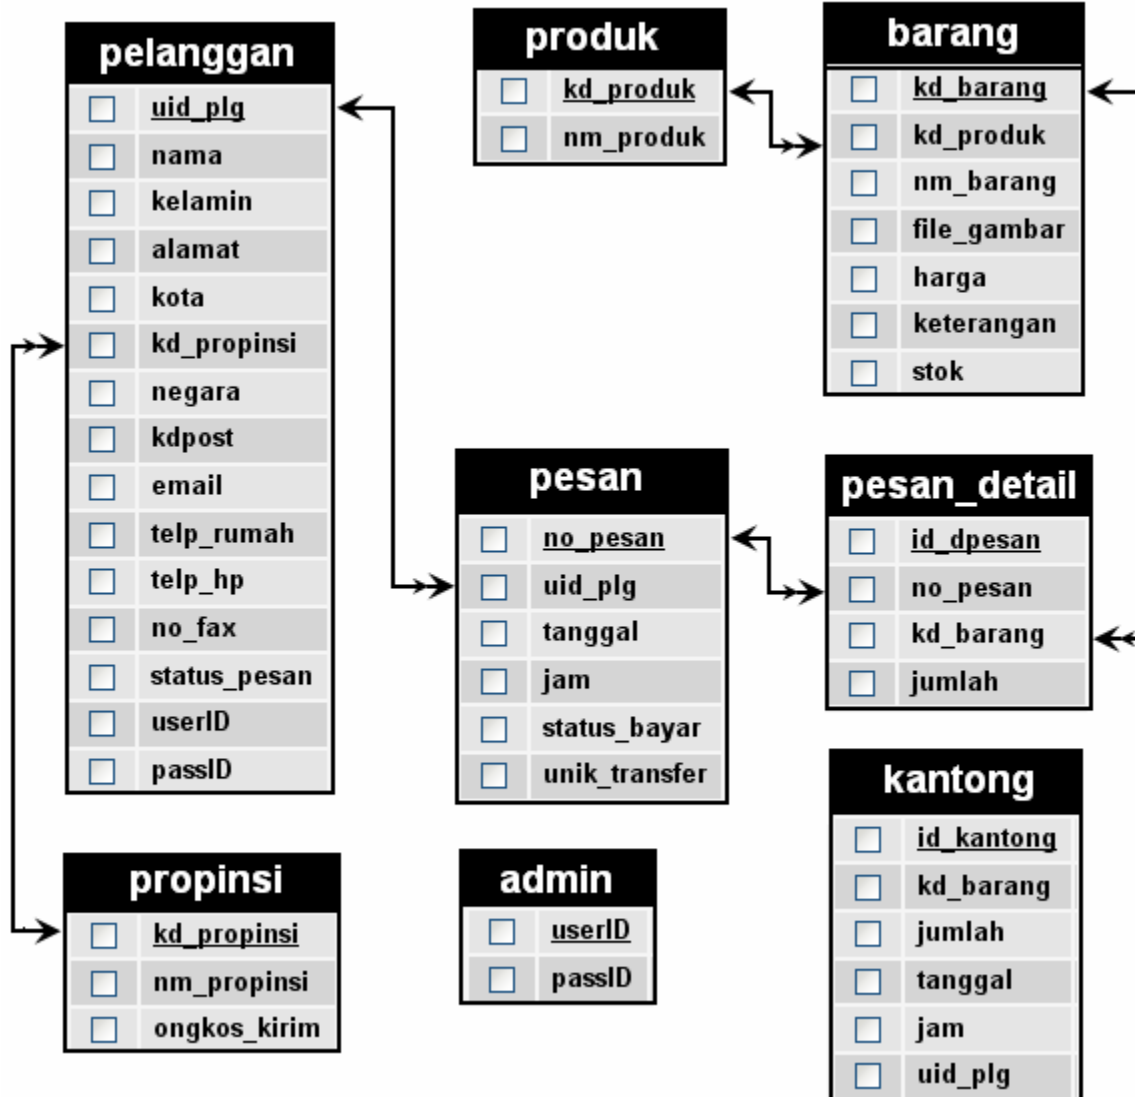 pelanggan
uid_plg
nama
kelamin
alamat
kota
kd_propinsi
negara
kdpost
email
telp_rumah
telp_hp
no_fax
status_pesan
userID
passID
produk
kd_produk
nm_produk
barang
kd_barang
kd_produk
nm_barang
file_gambar
harga
keterangan
stok
pesan
no_pesan
uid_plg
tanggal
jam
status_bayar
unik_transfer
pesan_detail
id_dpesan
no_pesan
kd_barang
jumlah
propinsi
kd_propinsi
nm_propinsi
ongkos_kirim
admin
userID
passID
kantong
id_kantong
kd_barang
jumlah
tanggal
jam
uid_plg